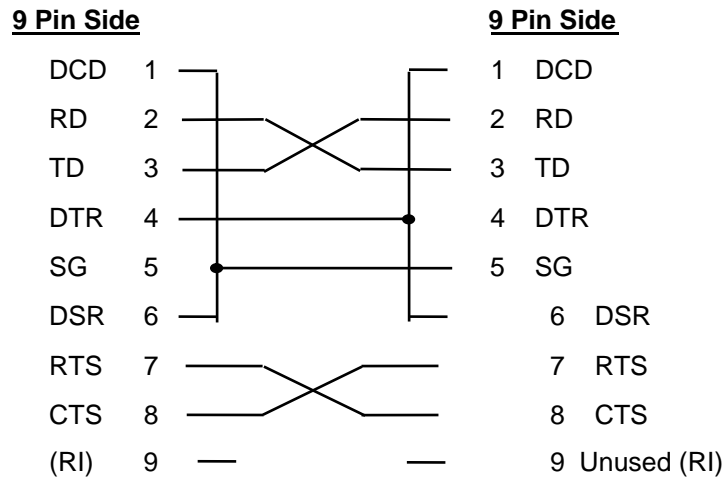 9 Pin Side 9 Pin Side
DCD 1 1 DCD
RD 2 2 RD
TD 3 3 TD
DTR 4 4 DTR
SG 5 5 SG
DSR 6 6 DSR
RTS 7 7 RTS
CTS 8 8 CTS
(RI) 9 9 Unused (RI)